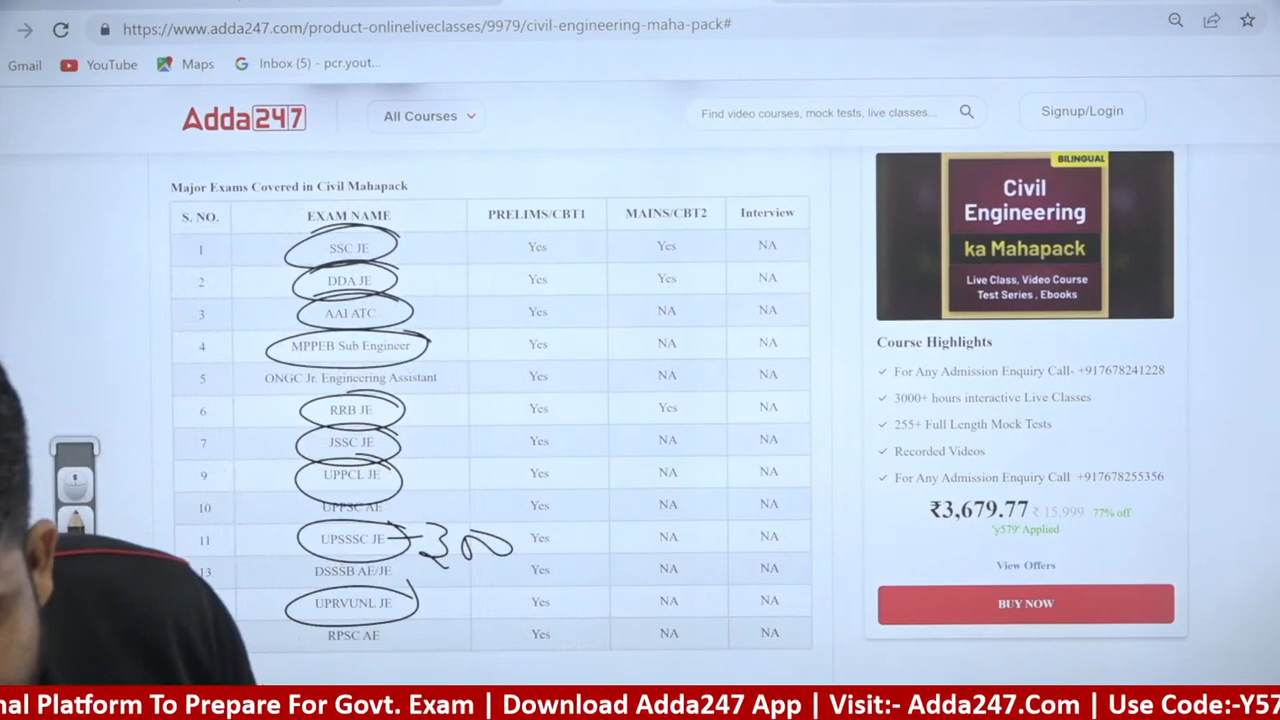 https://www.adda247.com/product-onlineliveclasses/9979/civil-engineering-maha-pack#
Gmail YouTube Maps Inbox (5) - pcr.yout...
Adda247 All Courses Find video courses, mock tests, live classes... Signup/Login
Major Exams Covered in Civil Mahapack
S. NO. EXAM NAME PRELIMS/CBT1 MAINS/CBT2 Interview
1 SSC JE Yes Yes NA
2 DDA JE Yes Yes NA
3 AAI ATC Yes NA NA
4 MPPEB Sub Engineer Yes NA NA
5 ONGC Jr. Engineering Assistant Yes NA NA
6 RRB JE Yes Yes NA
7 JSSC JE Yes NA NA
9 UPPCL JE Yes NA NA
10 UPPSC AE Yes NA NA
11 UPSSSC JE 300 Yes NA NA
13 DSSSB AE/JE Yes NA NA
UPRVUNL JE Yes NA NA
RPSC AE Yes NA NA
BILINGUAL
Civil
Engineering
ka Mahapack
Live Class, Video Course
Test Series , Ebooks
Course Highlights
For Any Admission Enquiry Call- +917678241228
3000+ hours interactive Live Classes
255+ Full Length Mock Tests
Recorded Videos
For Any Admission Enquiry Call +917678255356
₹3,679.77 ₹ 15,999 77% off
'y579' Applied
View Offers
BUY NOW
nal Platform To Prepare For Govt. Exam | Download Adda247 App | Visit:- Adda247.Com | Use Code:-Y57